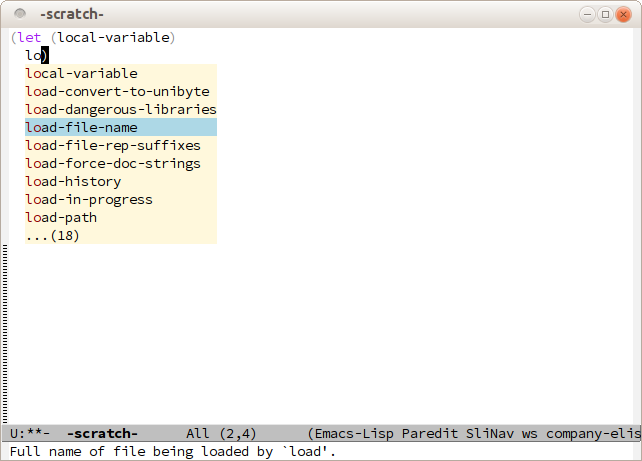 -scratch-
(let (local-variable)
lo)
local-variable
load-convert-to-unibyte
load-dangerous-libraries
load-file-name
load-file-rep-suffixes
load-force-doc-strings
load-history
load-in-progress
load-path
...(18)
U:**-  -scratch-      All (2,4)      (Emacs-Lisp Paredit SliNav ws company-elis
Full name of file being loaded by `load'.